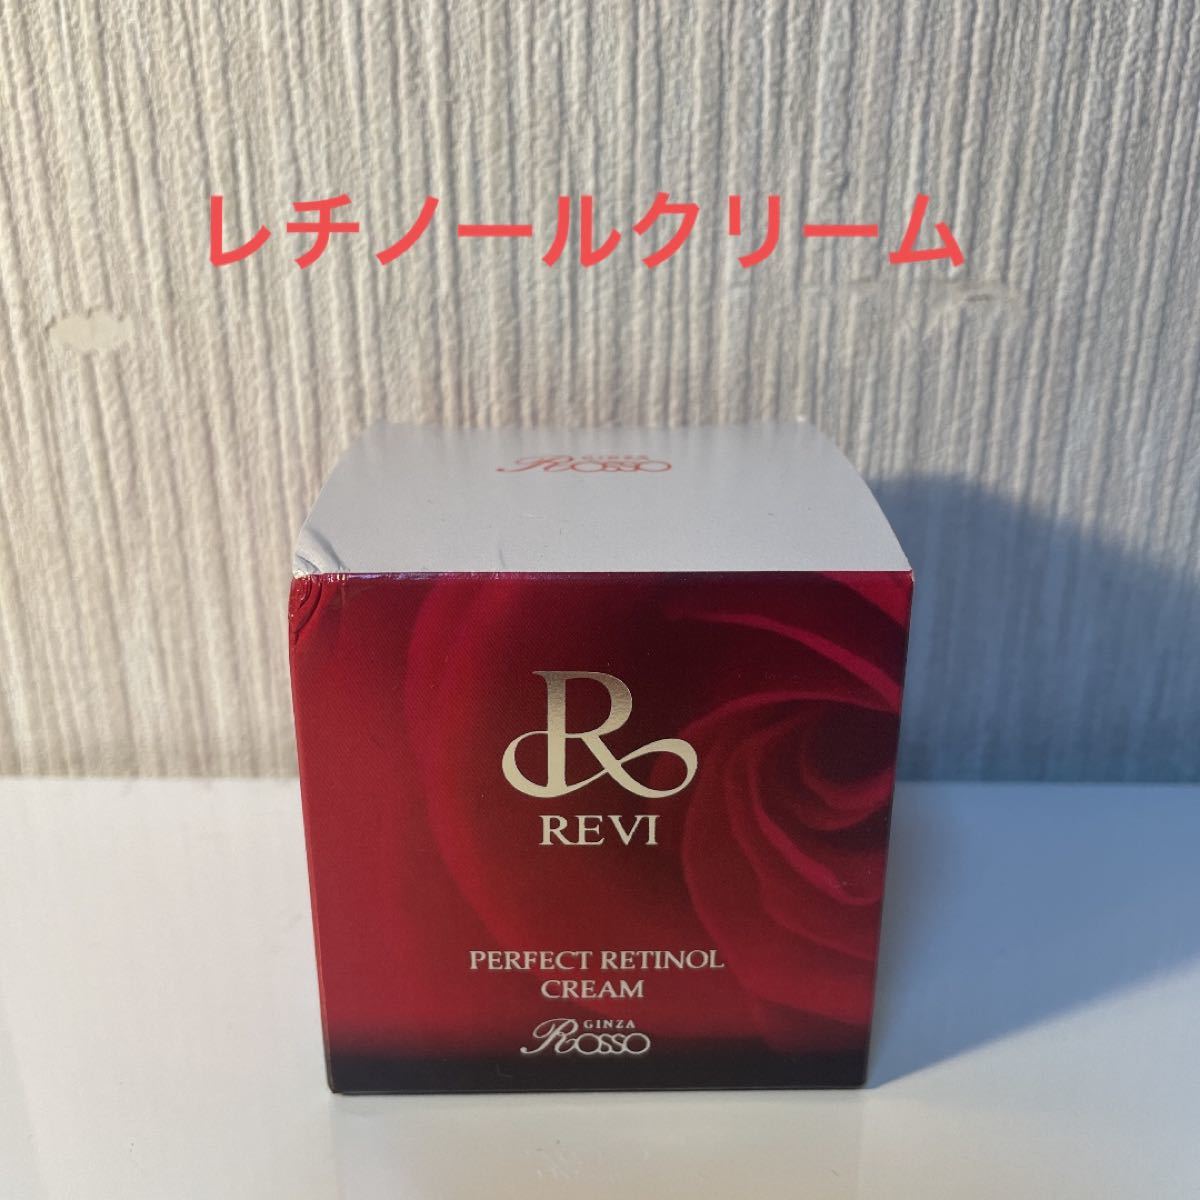 レチノールクリーム
GINZA
Rosso
R
REVI
PERFECT RETINOL
CREAM
GINZA
Rosso